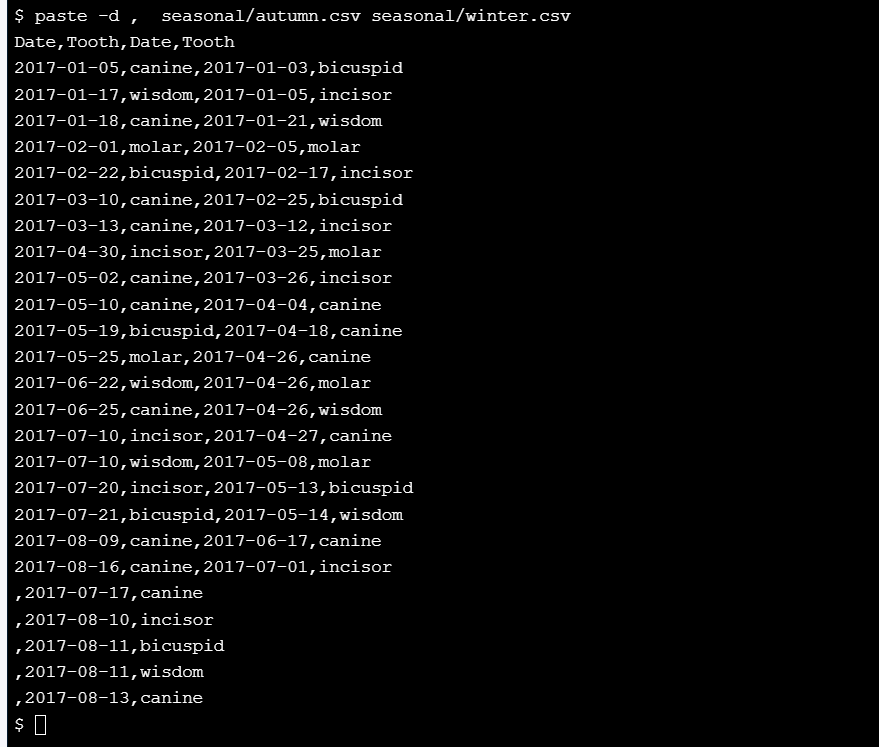 $ paste -d ,  seasonal/autumn.csv seasonal/winter.csv
Date,Tooth,Date,Tooth
2017-01-05,canine,2017-01-03,bicuspid
2017-01-17,wisdom,2017-01-05,incisor
2017-01-18,canine,2017-01-21,wisdom
2017-02-01,molar,2017-02-05,molar
2017-02-22,bicuspid,2017-02-17,incisor
2017-03-10,canine,2017-02-25,bicuspid
2017-03-13,canine,2017-03-12,incisor
2017-04-30,incisor,2017-03-25,molar
2017-05-02,canine,2017-03-26,incisor
2017-05-10,canine,2017-04-04,canine
2017-05-19,bicuspid,2017-04-18,canine
2017-05-25,molar,2017-04-26,canine
2017-06-22,wisdom,2017-04-26,molar
2017-06-25,canine,2017-04-26,wisdom
2017-07-10,incisor,2017-04-27,canine
2017-07-10,wisdom,2017-05-08,molar
2017-07-20,incisor,2017-05-13,bicuspid
2017-07-21,bicuspid,2017-05-14,wisdom
2017-08-09,canine,2017-06-17,canine
2017-08-16,canine,2017-07-01,incisor
,2017-07-17,canine
,2017-08-10,incisor
,2017-08-11,bicuspid
,2017-08-11,wisdom
,2017-08-13,canine
$